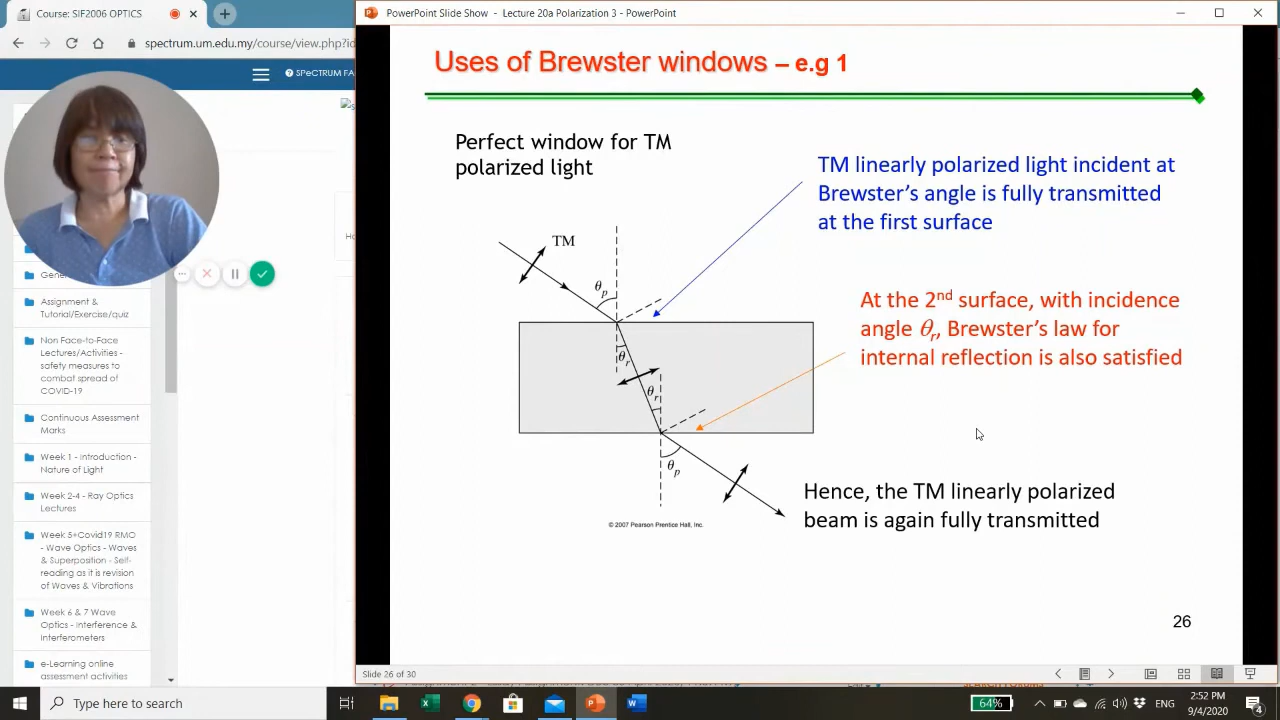 Course: SIF2006 OPTICS
spectrum.um.edu.my/course/view.php?ic
SPeCTRUM FA
General
Assignment &
Tutorial/Exercise/quiz
Non Face-to-Face
Lectures/Activities -
safety measures to
combat spread of
COVID-19
Continuous Assessment
Marks
Week 1 - introduction -
Nature of Light
Week 2-4 - Ray Optics
Lectures
Week 5+Covid19 RMO
- Wave Optics - Waves
& Superposition - Self-
reading as it is revision
of Waves & Vibrations
Week 6 & 7 Wave
Optics - Interference &
Interferometers
e-Learning online
assessment activities
PowerPoint Slide Show - Lecture 20a Polarization 3 - PowerPoint
Uses of Brewster windows – e.g 1
Perfect window for TM
polarized light
TM linearly polarized light incident at
Brewster’s angle is fully transmitted
at the first surface
TM
θp
θr
θr
θp
At the 2nd surface, with incidence
angle θr, Brewster’s law for
internal reflection is also satisfied
Hence, the TM linearly polarized
beam is again fully transmitted
© 2007 Pearson Prentice Hall, Inc.
26
Slide 26 of 30
Type here to search
64%
ENG
2:52 PM
9/4/2020
4